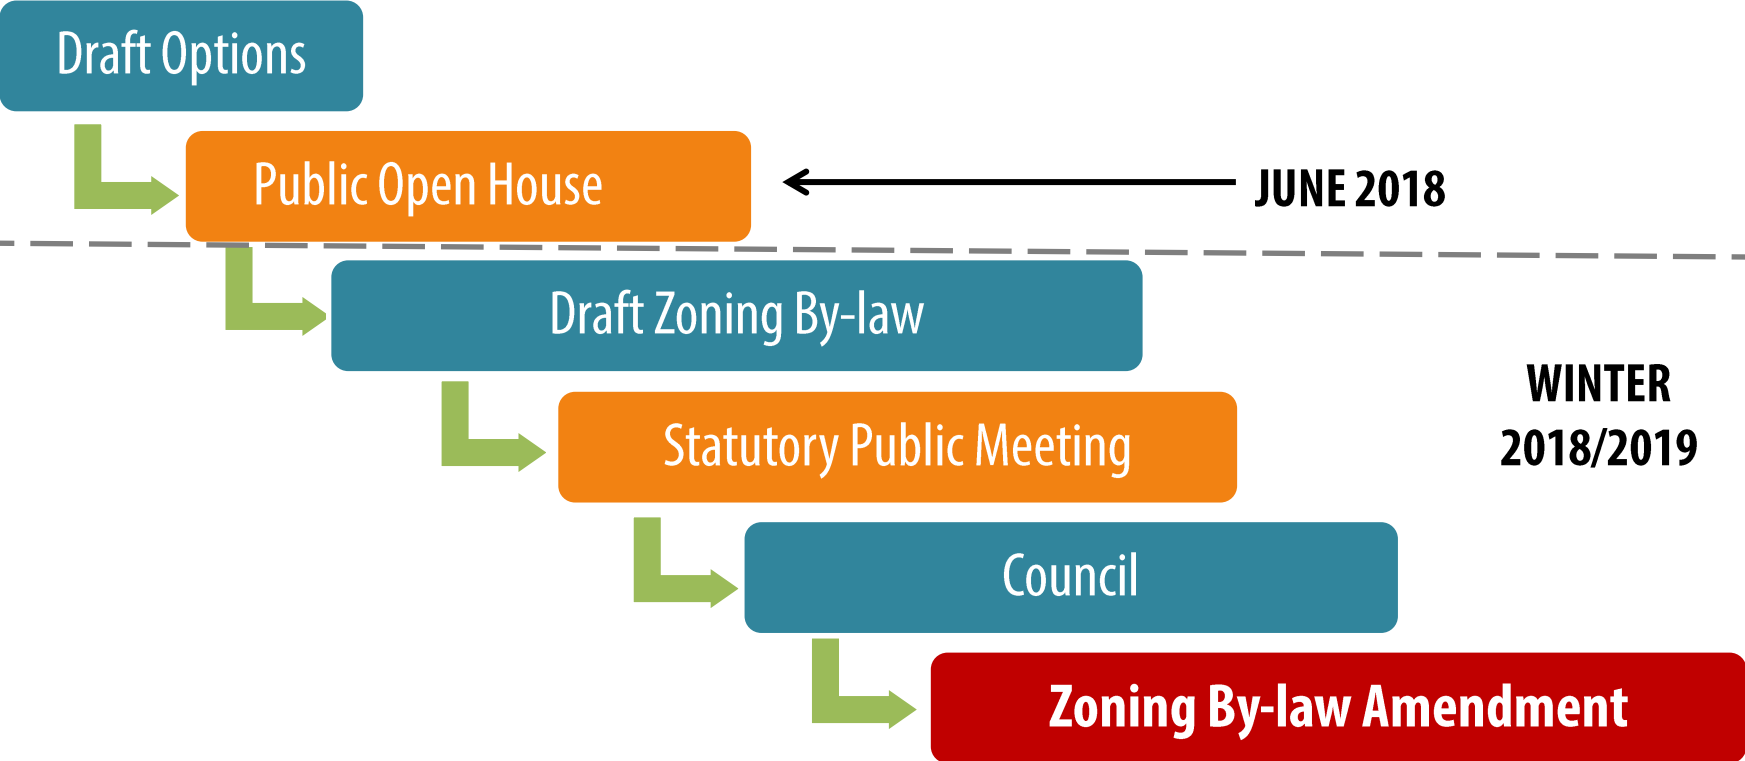 Draft Options
Public Open House
JUNE 2018
Draft Zoning By-law
WINTER
2018/2019
Statutory Public Meeting
Council
Zoning By-law Amendment